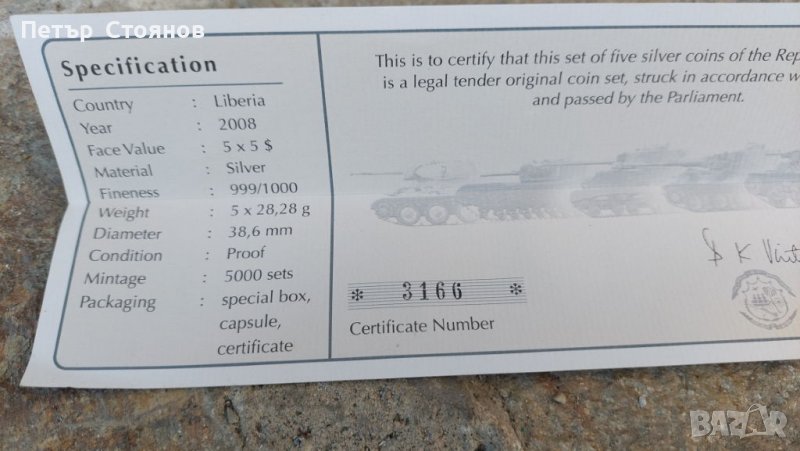 Петър Стоянов
Specification
Country : Liberia
Year : 2008
Face Value : 5 x 5 $
Material : Silver
Fineness : 999/1000
Weight : 5 x 28,28 g
Diameter : 38,6 mm
Condition : Proof
Mintage : 5000 sets
Packaging : special box,
capsule,
certificate
This is to certify that this set of five silver coins of the Rep
is a legal tender original coin set, struck in accordance w
and passed by the Parliament.
* 3166 *
Certificate Number
BAZAR